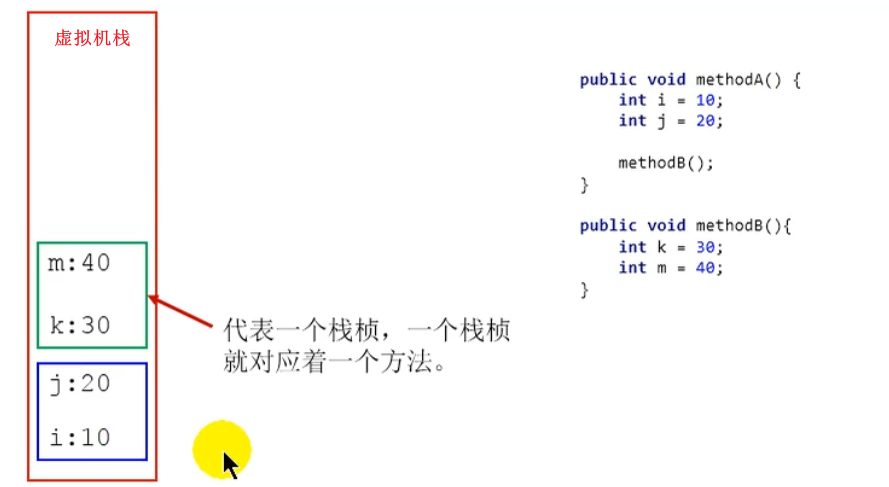 虚拟机栈
m:40
k:30
j:20
i:10
代表一个栈桢，一个栈桢
就对应着一个方法。
public void methodA() {
    int i = 10;
    int j = 20;
    methodB();
}
public void methodB(){
    int k = 30;
    int m = 40;
}